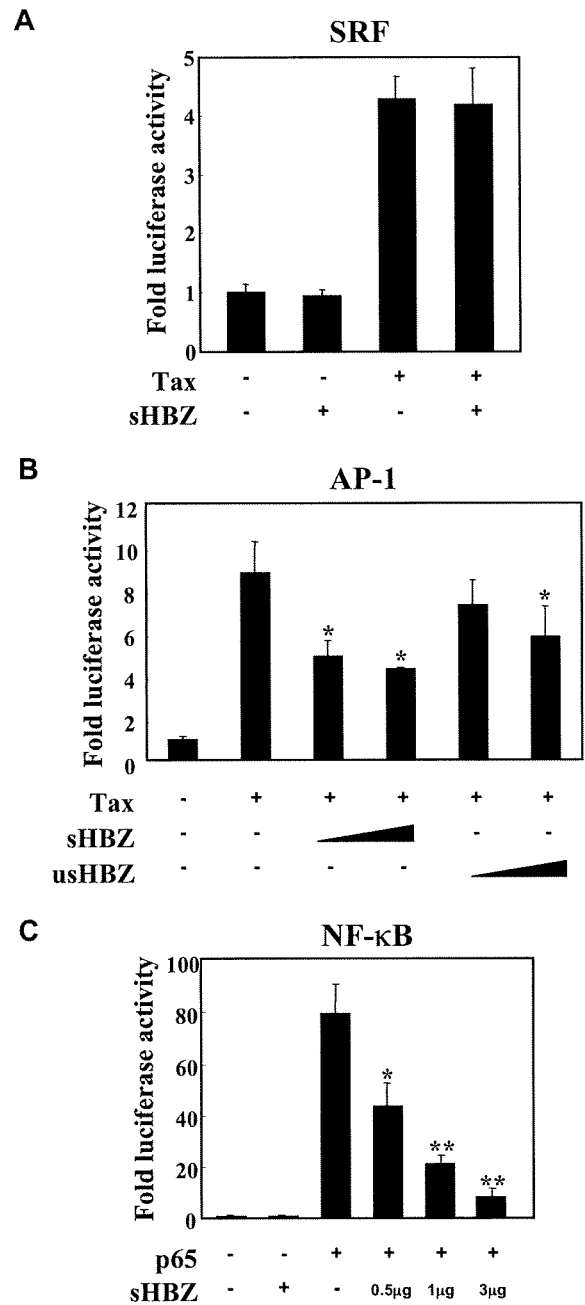 A
SRF
Fold luciferase activity
5
4
3
2
1
0
Tax - - + +
sHBZ - + - +
B
AP-1
Fold luciferase activity
12
10
8
6
4
2
0
* * *
Tax - + + + + +
sHBZ - - - -
usHBZ - - - -
C
NF-κB
Fold luciferase activity
100
80
60
40
20
0
* ** **
p65 - - + + + +
sHBZ - + - 0.5μg 1μg 3μg